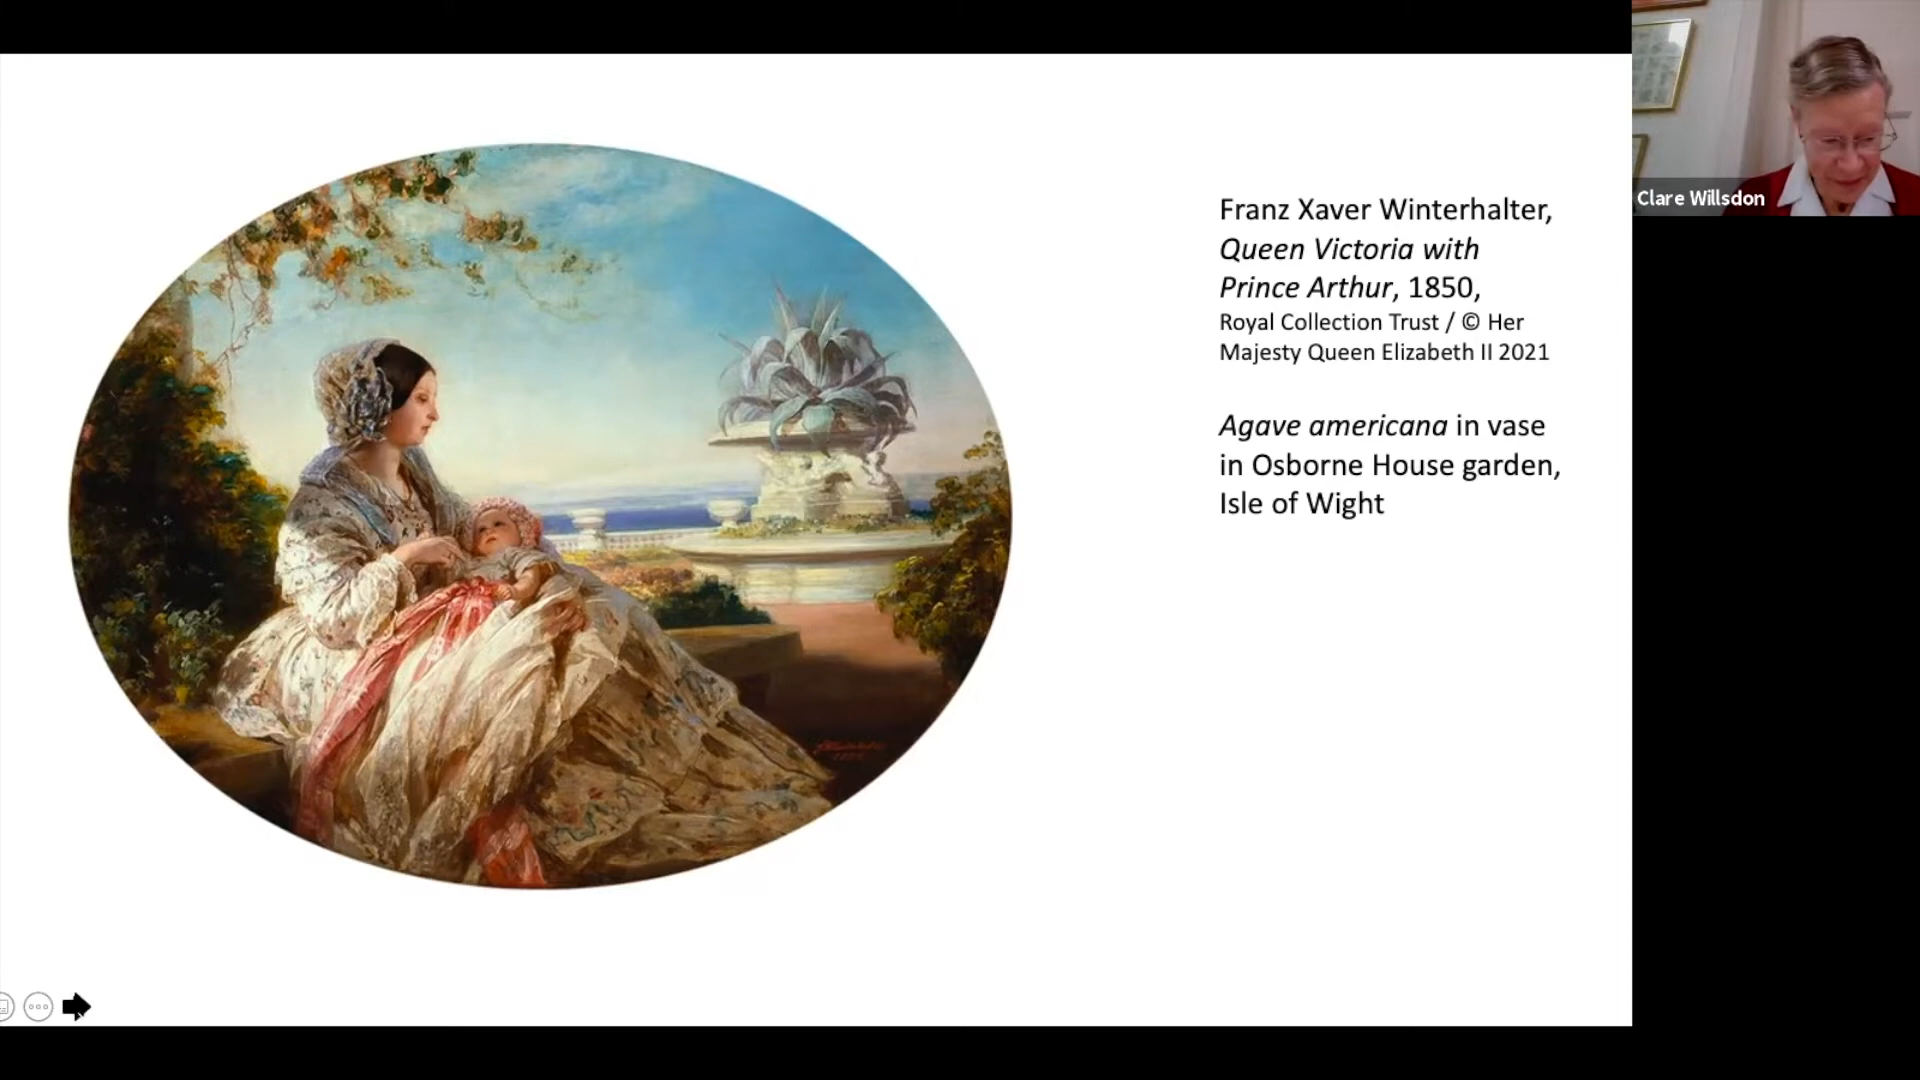 Franz Xaver Winterhalter,
Queen Victoria with
Prince Arthur, 1850,
Royal Collection Trust / © Her
Majesty Queen Elizabeth II 2021
Agave americana in vase
in Osborne House garden,
Isle of Wight
Clare Willsdon